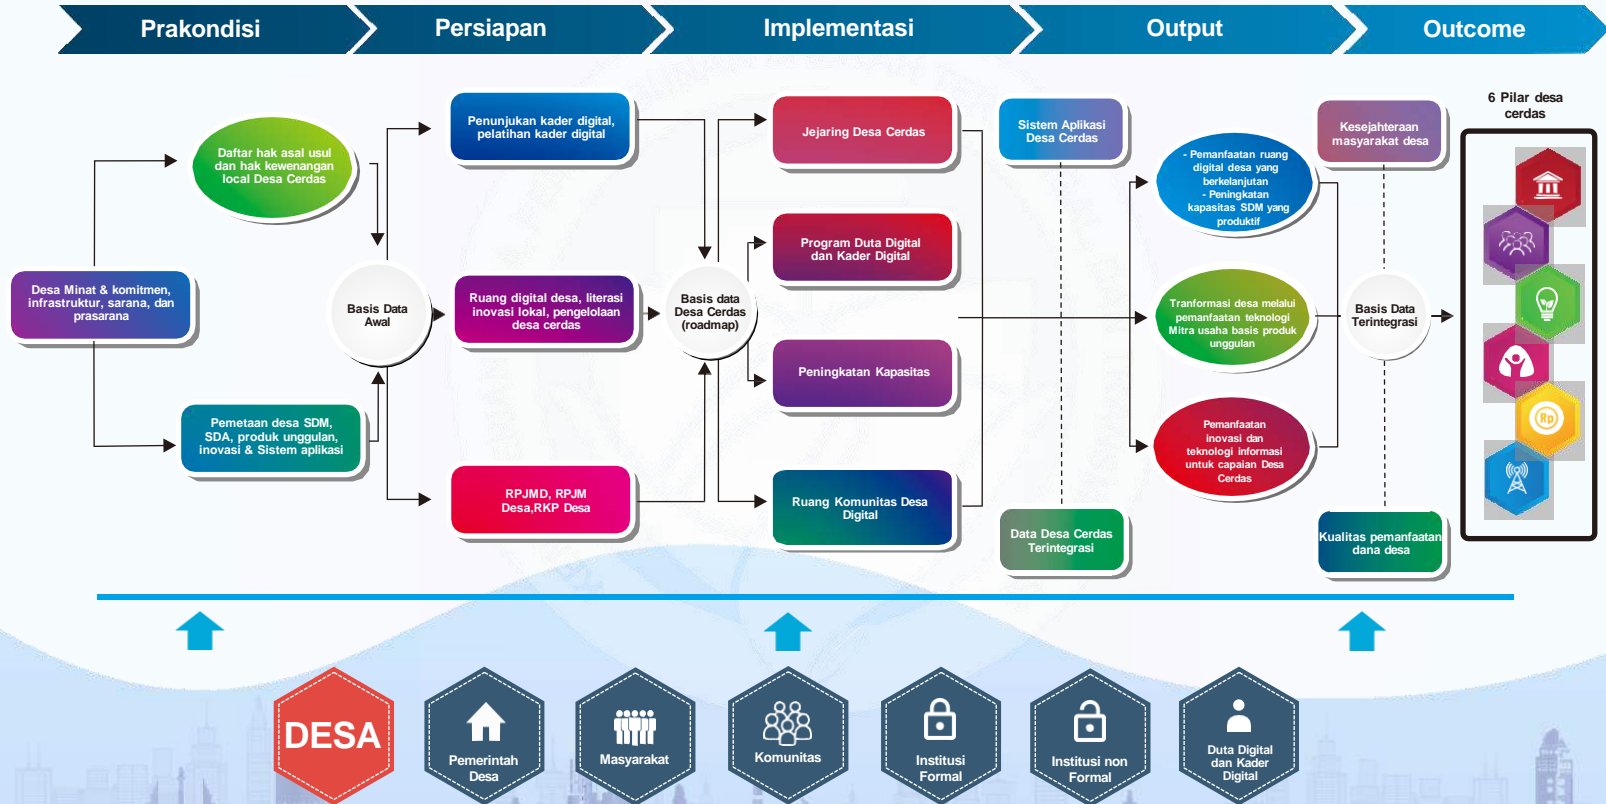 Prakondisi
Persiapan
Implementasi
Output
Outcome
Daftar hak asal usul
dan hak kewenangan
local Desa Cerdas
Desa Minat & komitmen,
infrastruktur, sarana, dan
prasarana
Pemetaan desa SDM,
SDA, produk unggulan,
inovasi & Sistem aplikasi
Basis Data
Awal
Penunjukan kader digital,
pelatihan kader digital
Ruang digital desa, literasi
inovasi lokal, pengelolaan
desa cerdas
RPJMD, RPJM
Desa,RKP Desa
Basis data
Desa Cerdas
(roadmap)
Jejaring Desa Cerdas
Program Duta Digital
dan Kader Digital
Peningkatan Kapasitas
Ruang Komunitas Desa
Digital
Sistem Aplikasi
Desa Cerdas
Data Desa Cerdas
Terintegrasi
- Pemanfaatan ruang
digital desa yang
berkelanjutan
- Peningkatan
kapasitas SDM yang
produktif
Tranformasi desa melalui
pemanfaatan teknologi
Mitra usaha basis produk
unggulan
Pemanfaatan
inovasi dan
teknologi informasi
untuk capaian Desa
Cerdas
Kesejahteraan
masyarakat desa
Basis Data
Terintegrasi
Kualitas pemanfaatan
dana desa
6 Pilar desa
cerdas
Rp
DESA
Pemerintah
Desa
Masyarakat
Komunitas
Institusi
Formal
Institusi non
Formal
Duta Digital
dan Kader
Digital